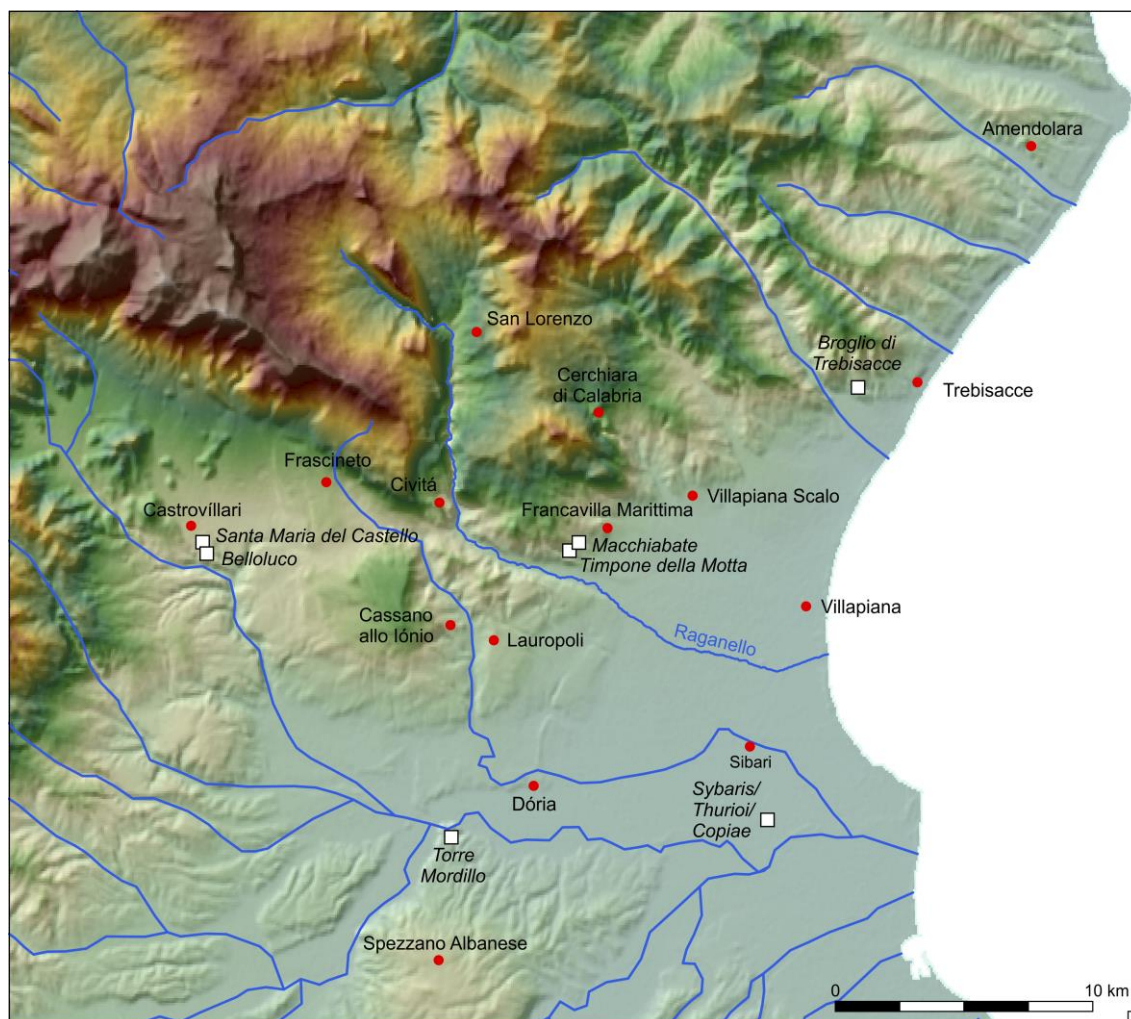 Amendolara
San Lorenzo
Broglio di
Trebisacce
Cerchiara
di Calabria
Trebisacce
Frascineto
Civitá
Villapiana Scalo
Castrovíllari
Francavilla Marittima
Santa Maria del Castello
Macchiabate
Belloluco
Timpone della Motta
Cassano
allo Iónio
Villapiana
Lauropoli
Raganello
Sibari
Dória
Sybaris/
Thurioi/
Copiae
Torre
Mordillo
Spezzano Albanese
0
10 km